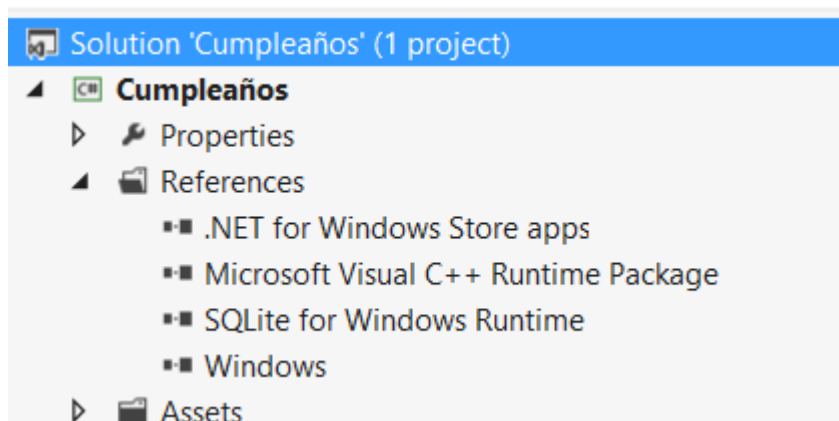 Solution 'Cumpleaños' (1 project)
C# Cumpleaños
Properties
References
.NET for Windows Store apps
Microsoft Visual C++ Runtime Package
SQLite for Windows Runtime
Windows
Assets